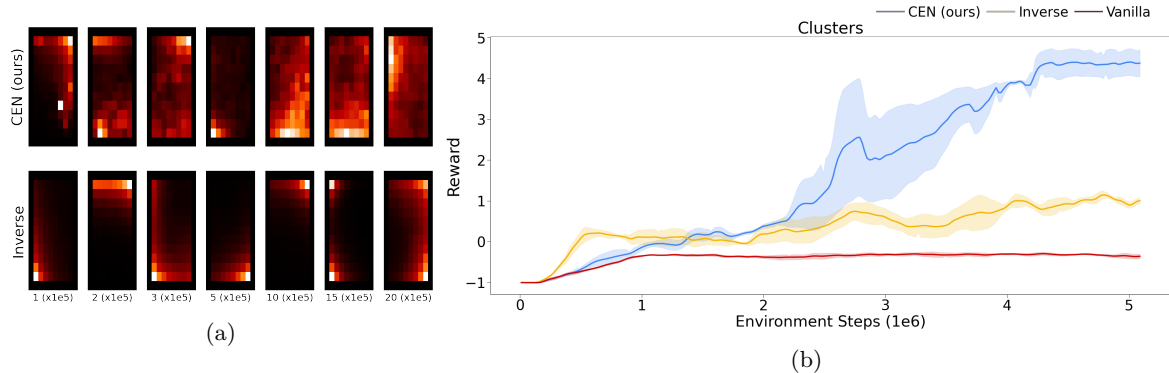 CEN (ours)
Inverse
1 (x1e5) 2 (x1e5) 3 (x1e5) 5 (x1e5) 10 (x1e5) 15 (x1e5) 20 (x1e5)
(a)
CEN (ours) Inverse Vanilla
Clusters
Reward
5
4
3
2
1
0
−1
0 1 2 3 4 5
Environment Steps (1e6)
(b)